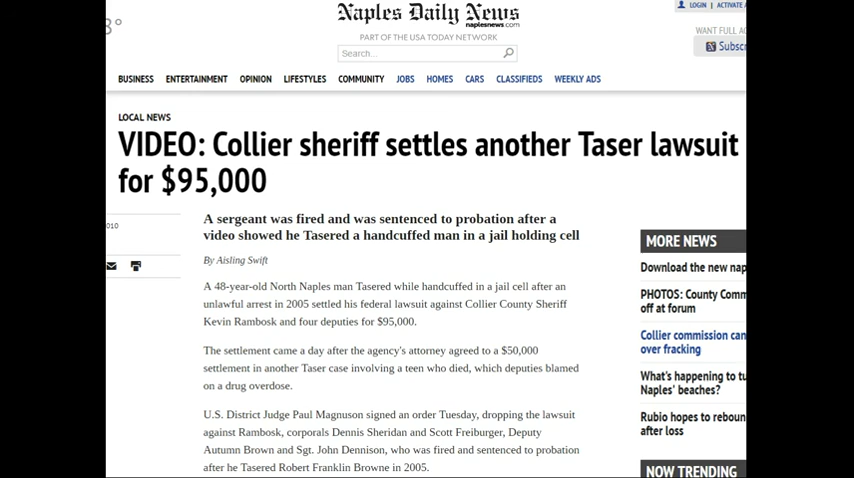 Naples Daily News
naplesnews.com
LOGIN | ACTIVATE
8°
PART OF THE USA TODAY NETWORK
WANT FULL
Search...
BUSINESS ENTERTAINMENT OPINION LIFESTYLES COMMUNITY JOBS HOMES CARS CLASSIFIEDS WEEKLY ADS
LOCAL NEWS
VIDEO: Collier sheriff settles another Taser lawsuit
for $95,000
010
A sergeant was fired and was sentenced to probation after a
video showed he Tasered a handcuffed man in a jail holding cell
By Aisling Swift
A 48-year-old North Naples man Tasered while handcuffed in a jail cell after an
unlawful arrest in 2005 settled his federal lawsuit against Collier County Sheriff
Kevin Rambosk and four deputies for $95,000.
The settlement came a day after the agency's attorney agreed to a $50,000
settlement in another Taser case involving a teen who died, which deputies blamed
on a drug overdose.
U.S. District Judge Paul Magnuson signed an order Tuesday, dropping the lawsuit
against Rambosk, corporals Dennis Sheridan and Scott Freiburger, Deputy
Autumn Brown and Sgt. John Dennison, who was fired and sentenced to probation
after he Tasered Robert Franklin Browne in 2005.
MORE NEWS
Download the new nap
PHOTOS: County Comm
off at forum
Collier commission can
over fracking
What's happening to tu
Naples' beaches?
Rubio hopes to rebou
after loss
NOW TRENDING